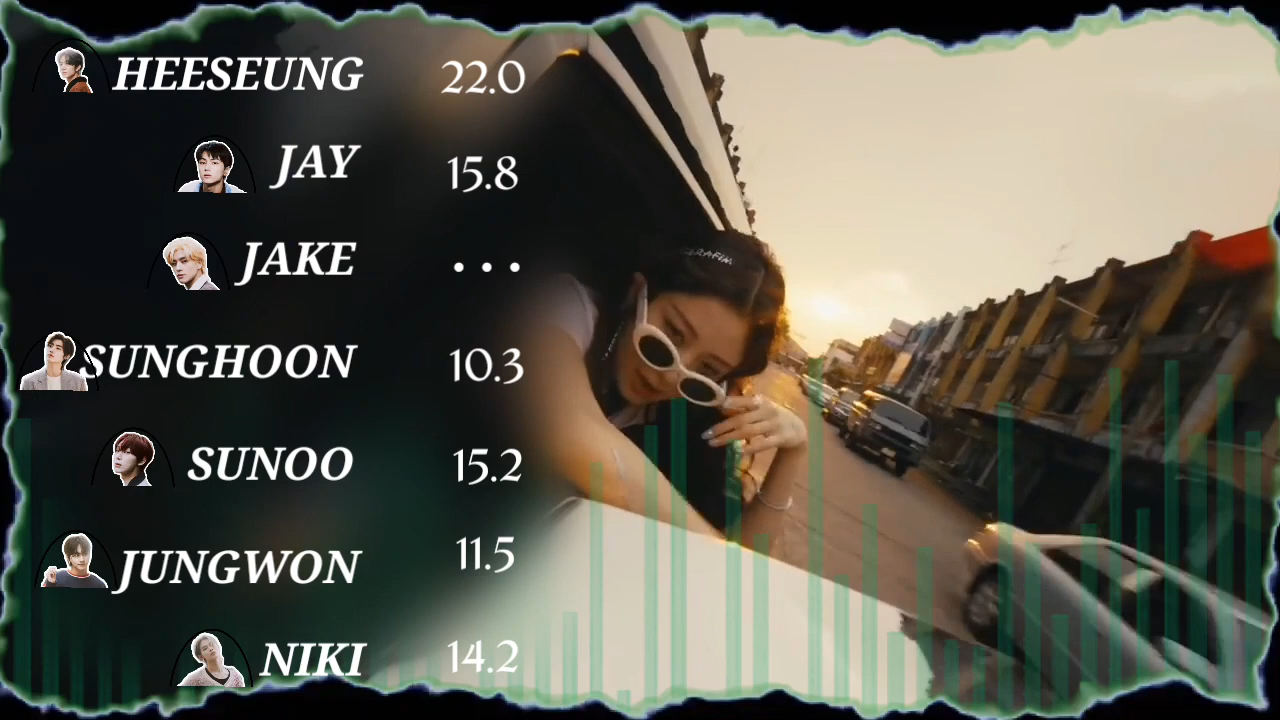 HEESEUNG 22.0
JAY 15.8
JAKE ...
SUNGHOON 10.3
SUNOO 15.2
JUNGWON 11.5
NIKI 14.2